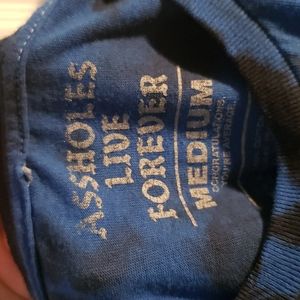 ASSHOLES
LIVE
FOREVER
MEDIUM
CONGRATULATIONS,
YOU'RE AVERAGE.